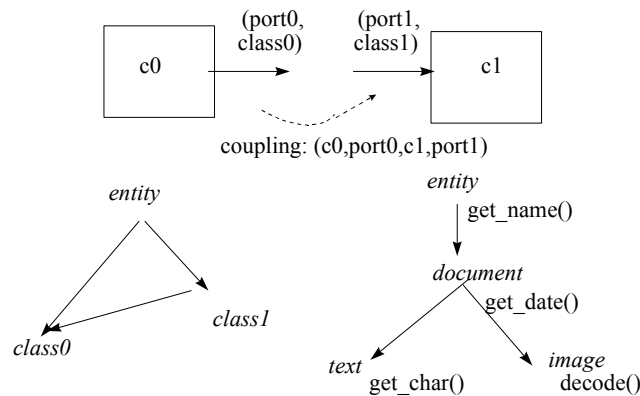 (port0,
class0)
(port1,
class1)
c0
c1
coupling: (c0,port0,c1,port1)
entity
class1
class0
entity
get_name()
document
get_date()
text
get_char()
image
decode()